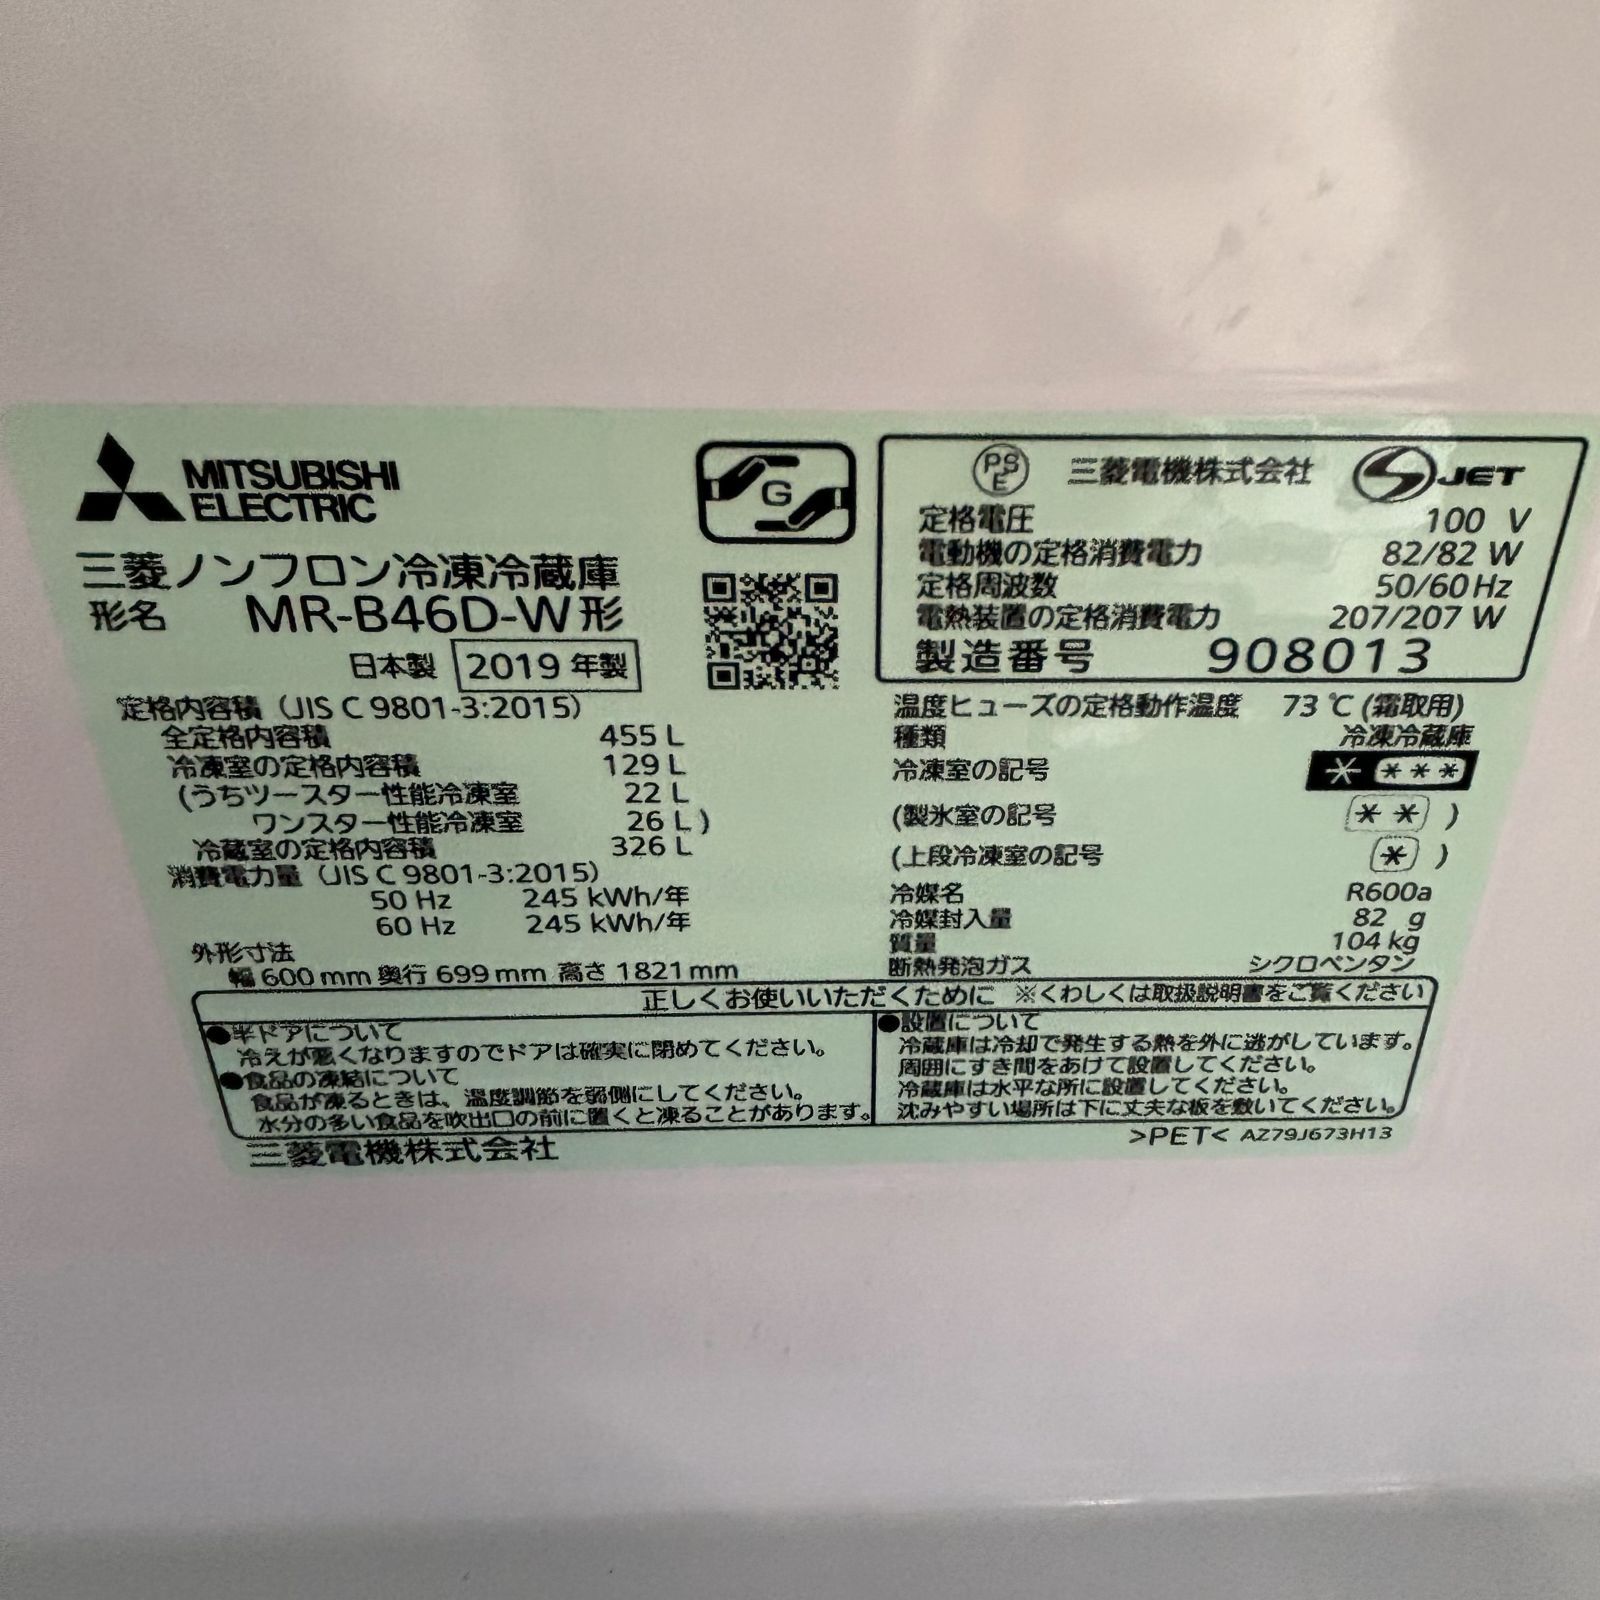 MITSUBISHI
ELECTRIC
G
三菱ノンフロン冷凍冷蔵庫
形名 MR-B46D-W形
日本製 2019年製
定格内容積（JIS C 9801-3:2015）
全定格内容積 455 L
冷凍室の定格内容積 129 L
(うちツースター性能冷凍室 22 L
ワンスター性能冷凍室 26 L )
冷蔵室の定格内容積 326 L
消費電力量（JIS C 9801-3:2015）
50 Hz 245 kWh/年
60 Hz 245 kWh/年
外形寸法
幅 600 mm 奥行 699 mm 高さ 1821 mm
PSE 三菱電機株式会社 JET
定格電圧 100 V
電動機の定格消費電力 82/82 W
定格周波数 50/60 Hz
電熱装置の定格消費電力 207/207 W
製造番号 908013
温度ヒューズの定格動作温度 73 ℃ (霜取用)
種類 冷凍冷蔵庫
冷凍室の記号 * ***
(製氷室の記号 ** )
(上段冷凍室の記号 * )
冷媒名 R600a
冷媒封入量 82 g
質量 104 kg
断熱発泡ガス シクロペンタン
正しくお使いいただくために ※くわしくは取扱説明書をご覧ください
●半ドアについて
冷えが悪くなりますのでドアは確実に閉めてください。
●食品の凍結について
食品が凍るときは、温度調節を弱側にしてください。
水分の多い食品を吹出口の前に置くと凍ることがあります。
●設置について
冷蔵庫は冷却で発生する熱を外に逃がしています。
周囲にすき間をあけて設置してください。
冷蔵庫は水平な所に設置してください。
沈みやすい場所は下に丈夫な板を敷いてください。
三菱電機株式会社
>PET< AZ79J673H13